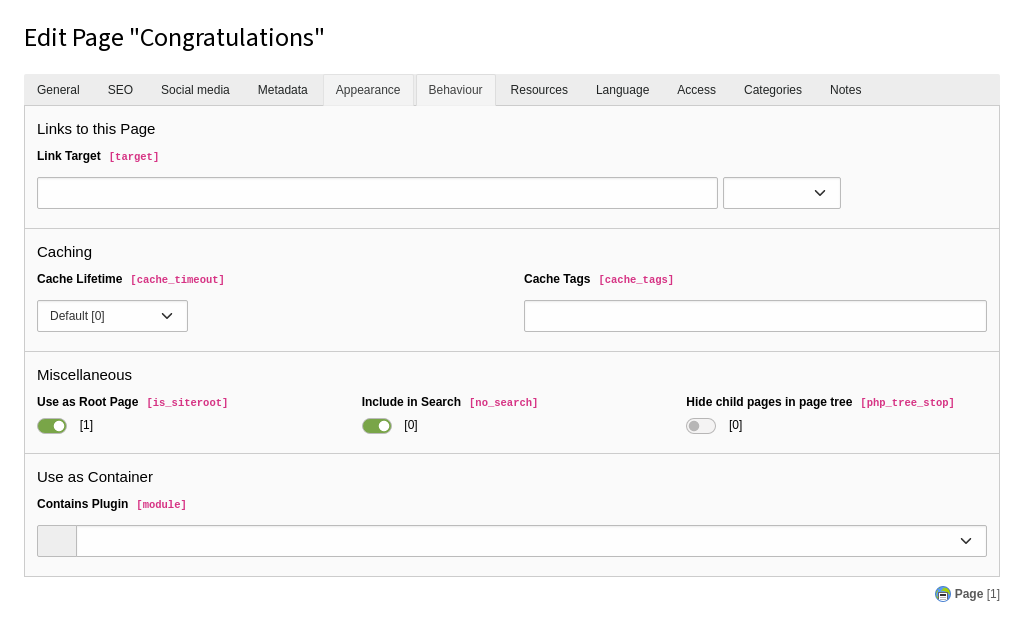 Edit Page "Congratulations"
General SEO Social media Metadata Appearance Behaviour Resources Language Access Categories Notes
Links to this Page
Link Target [target]
Caching
Cache Lifetime [cache_timeout] Cache Tags [cache_tags]
Default [0]
Miscellaneous
Use as Root Page [is_siteroot] Include in Search [no_search] Hide child pages in page tree [php_tree_stop]
[1] [0] [0]
Use as Container
Contains Plugin [module]
Page [1]